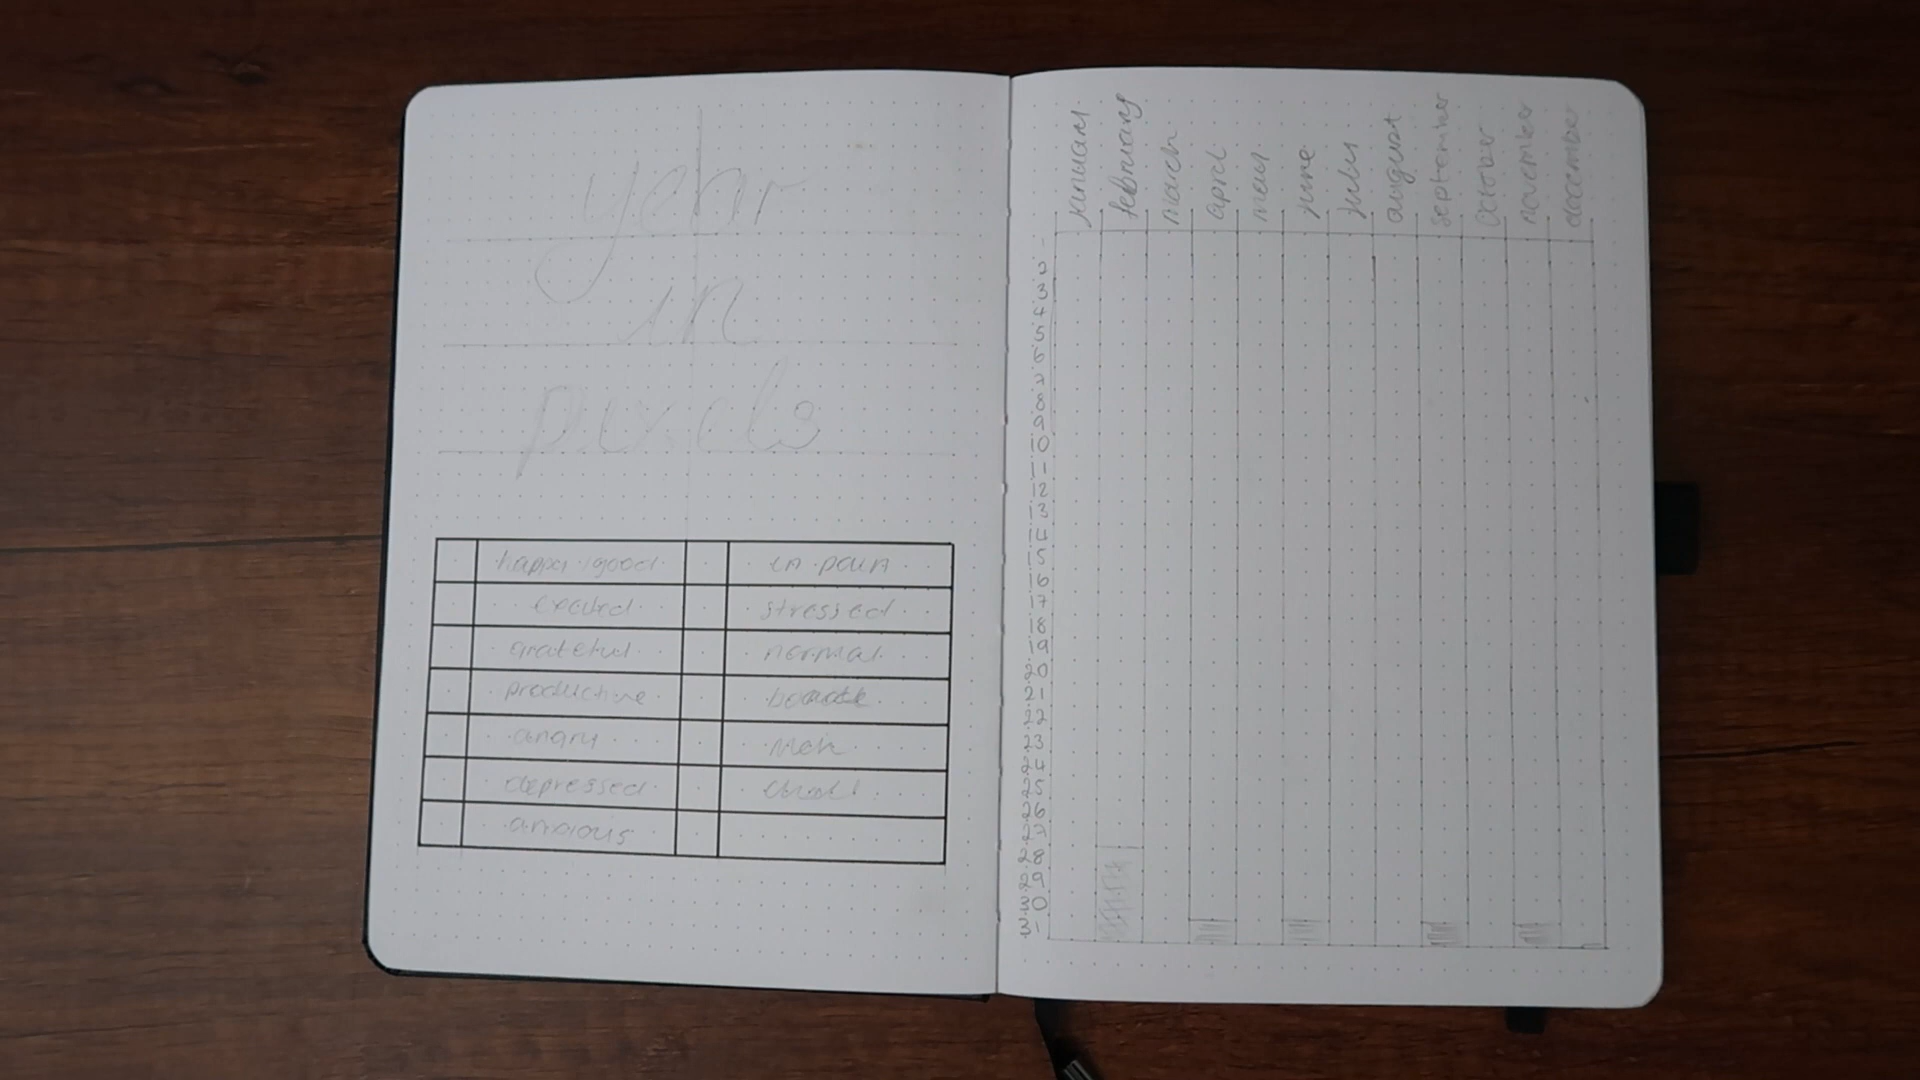 year
in
pixels
happy / good in pain
excited stressed
grateful normal
productive
angry meh
depressed
anxious
january february march april may june july august september october november december
2
3
4
5
6
7
8
9
10
11
12
13
14
15
16
17
18
19
20
21
22
23
24
25
26
27
28
29
30
31